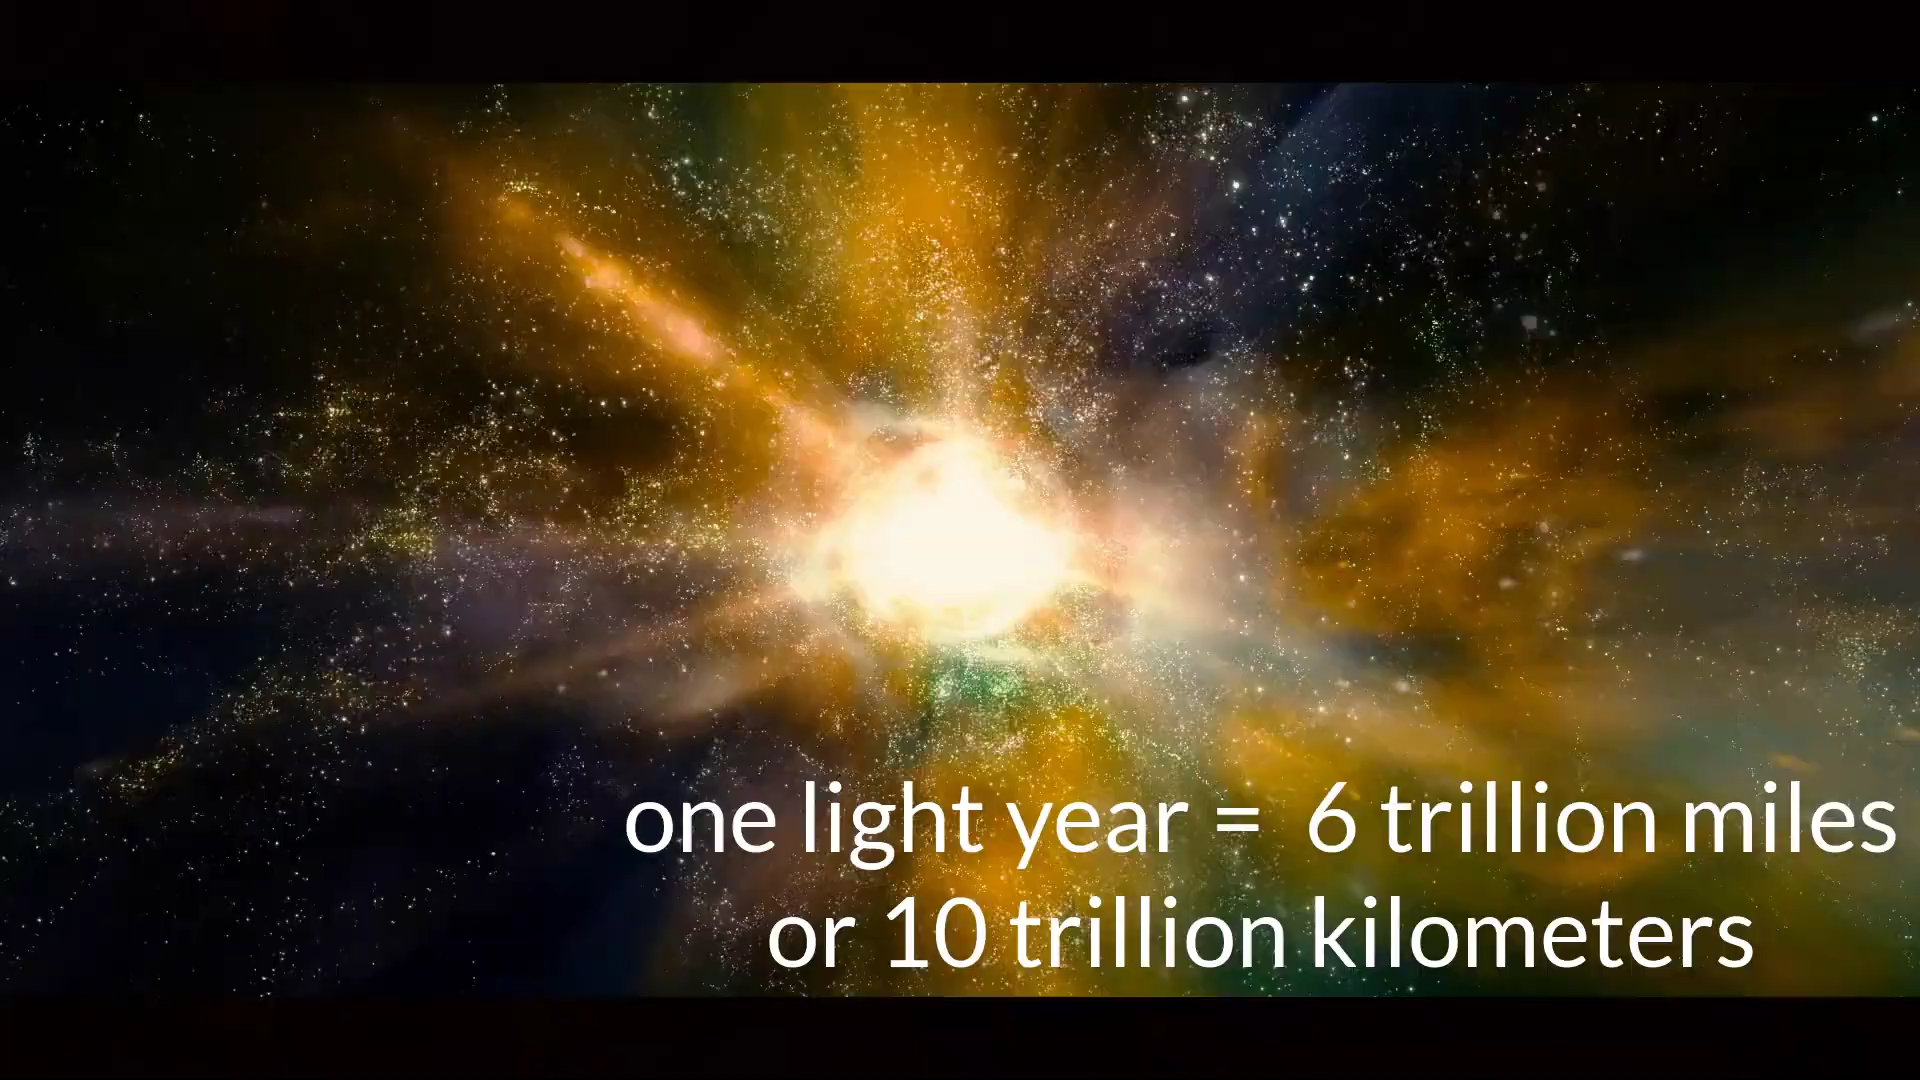 one light year = 6 trillion miles
or 10 trillion kilometers